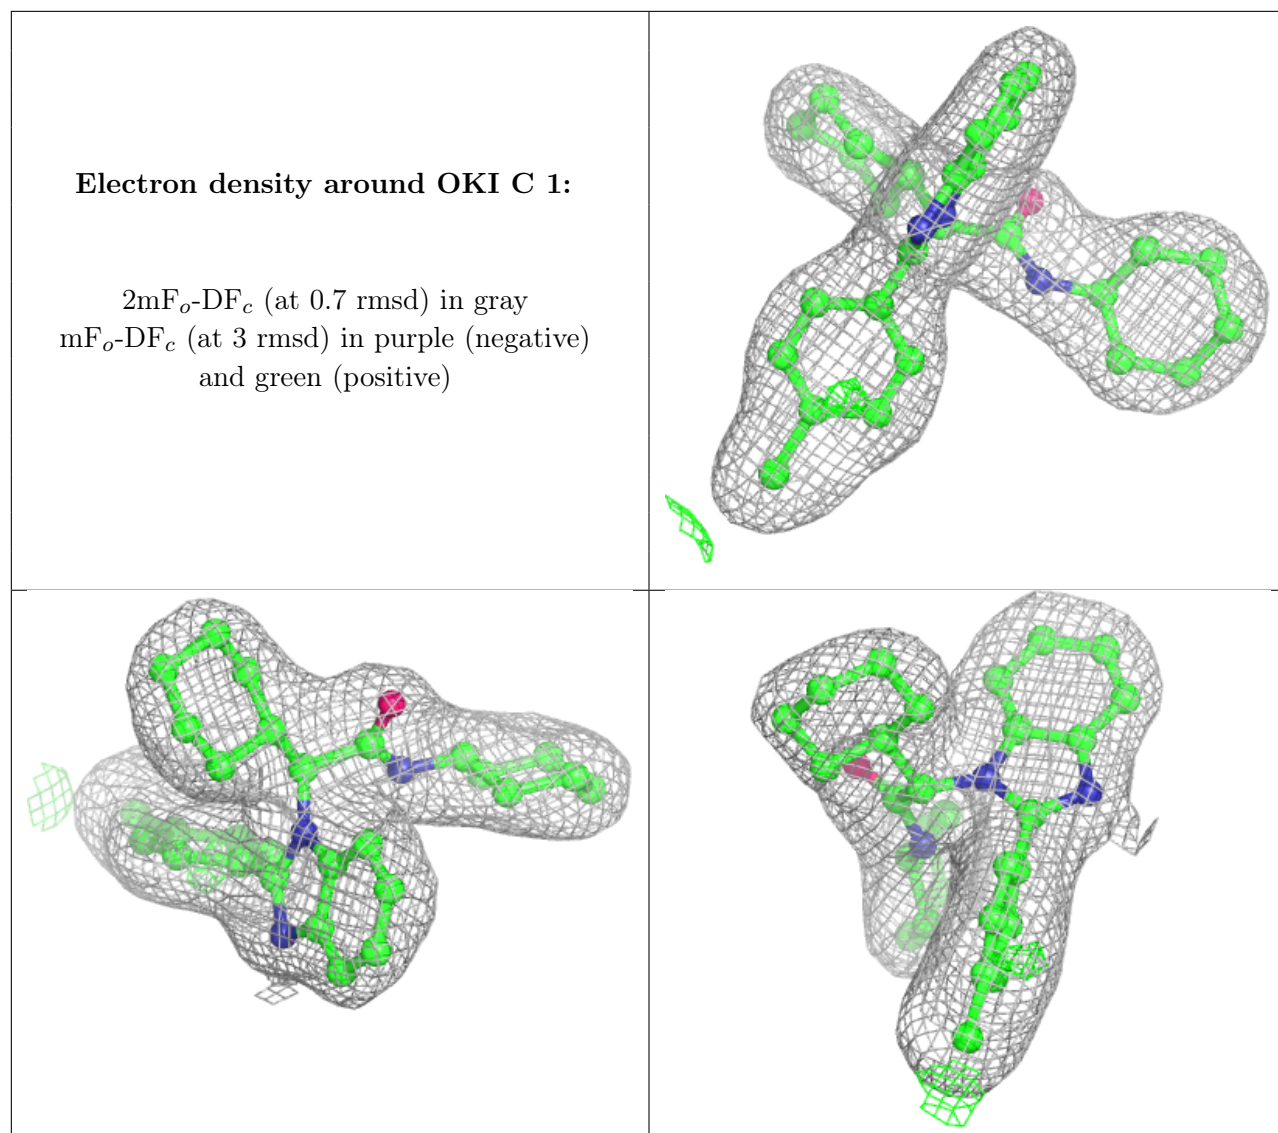 Electron density around OKI C 1:
2mFo-DFc (at 0.7 rmsd) in gray
mFo-DFc (at 3 rmsd) in purple (negative)
and green (positive)